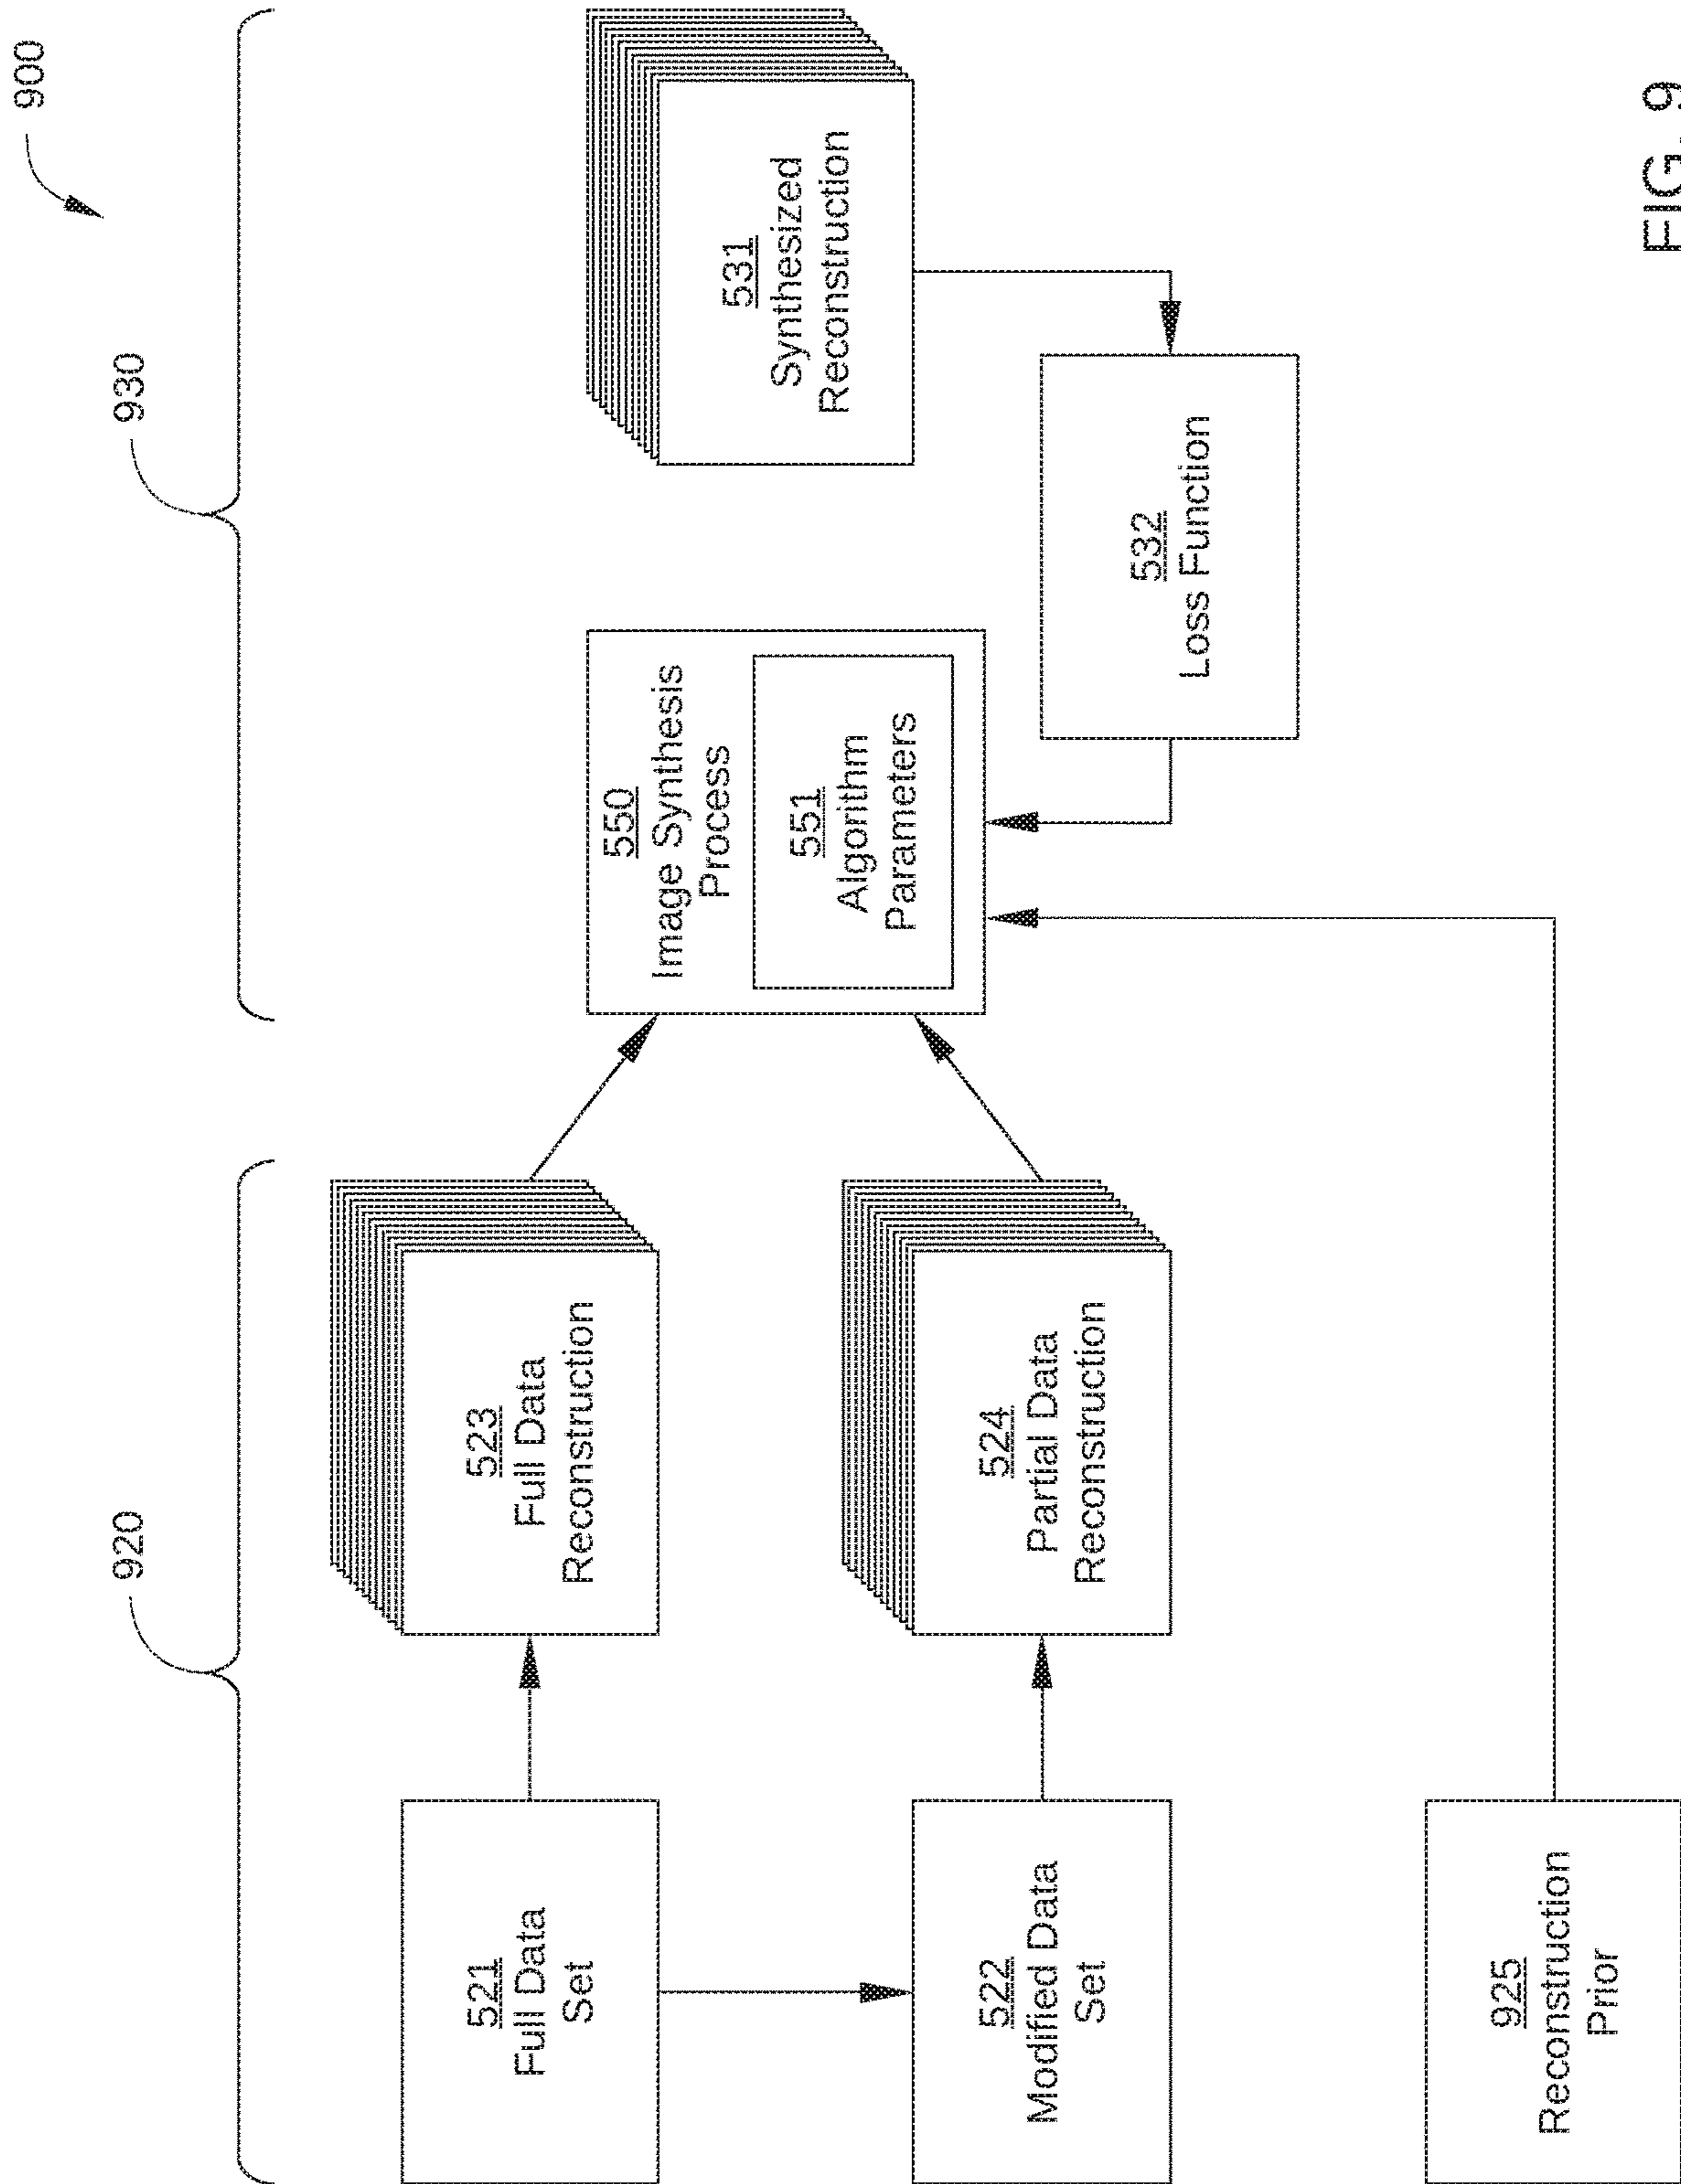 900
920
930
521
Full Data
Set
523
Full Data
Reconstruction
550
Image Synthesis
Process
551
Algorithm
Parameters
531
Synthesized
Reconstruction
522
Modified Data
Set
524
Partial Data
Reconstruction
532
Loss Function
925
Reconstruction
Prior
FIG. 9